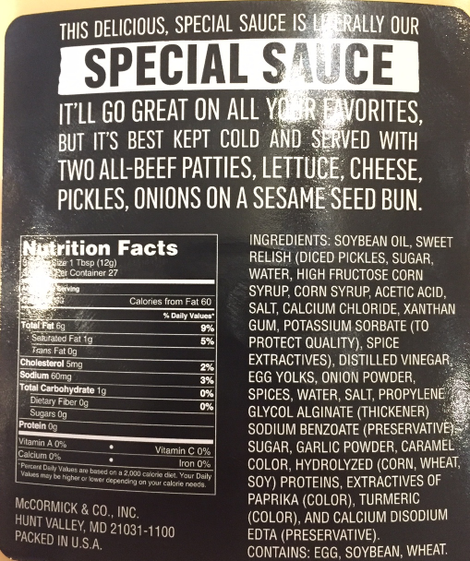 THIS DELICIOUS, SPECIAL SAUCE IS LITERALLY OUR
SPECIAL SAUCE
IT'LL GO GREAT ON ALL YOUR FAVORITES,
BUT IT'S BEST KEPT COLD AND SERVED WITH
TWO ALL-BEEF PATTIES, LETTUCE, CHEESE,
PICKLES, ONIONS ON A SESAME SEED BUN.
Nutrition Facts
Size 1 Tbsp (12g)
Per Container 27
Serving
Calories from Fat 60
% Daily Values*
Total Fat 6g 9%
Saturated Fat 1g 5%
Trans Fat 0g
Cholesterol 5mg 2%
Sodium 60mg 3%
Total Carbohydrate 1g 0%
Dietary Fiber 0g 0%
Sugars 0g
Protein 0g
Vitamin A 0% • Vitamin C 0%
Calcium 0% • Iron 0%
*Percent Daily Values are based on a 2,000 calorie diet. Your Daily
Values may be higher or lower depending on your calorie needs.
McCORMICK & CO., INC.
HUNT VALLEY, MD 21031-1100
PACKED IN U.S.A.
INGREDIENTS: SOYBEAN OIL, SWEET
RELISH (DICED PICKLES, SUGAR,
WATER, HIGH FRUCTOSE CORN
SYRUP, CORN SYRUP, ACETIC ACID,
SALT, CALCIUM CHLORIDE, XANTHAN
GUM, POTASSIUM SORBATE (TO
PROTECT QUALITY), SPICE
EXTRACTIVES), DISTILLED VINEGAR,
EGG YOLKS, ONION POWDER,
SPICES, WATER, SALT, PROPYLENE
GLYCOL ALGINATE (THICKENER)
SODIUM BENZOATE (PRESERVATIVE)
SUGAR, GARLIC POWDER, CARAMEL
COLOR, HYDROLYZED (CORN, WHEAT,
SOY) PROTEINS, EXTRACTIVES OF
PAPRIKA (COLOR), TURMERIC
(COLOR), AND CALCIUM DISODIUM
EDTA (PRESERVATIVE).
CONTAINS: EGG, SOYBEAN, WHEAT.